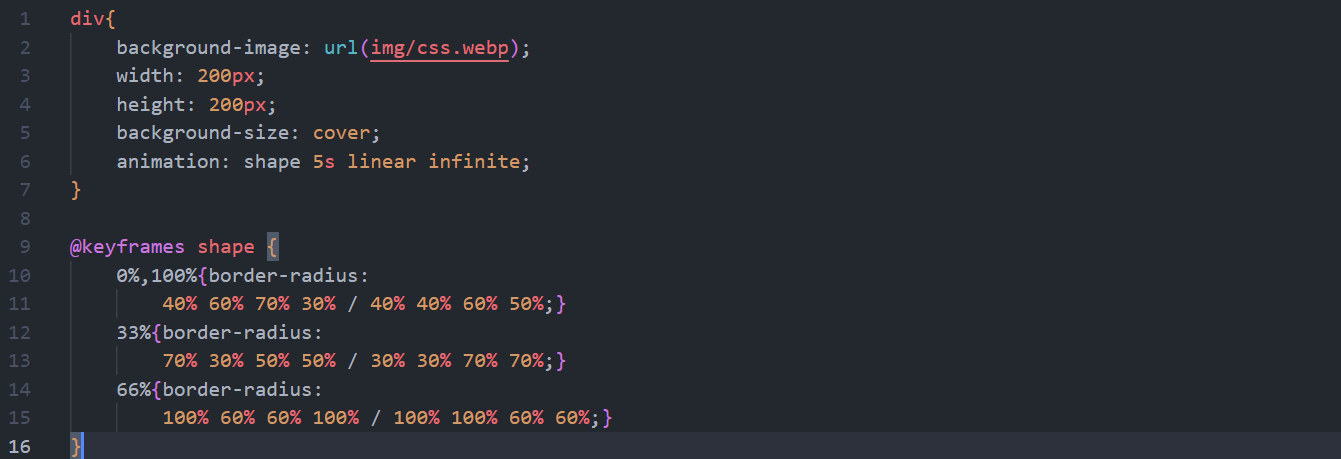 1 div{
2 background-image: url(img/css.webp);
3 width: 200px;
4 height: 200px;
5 background-size: cover;
6 animation: shape 5s linear infinite;
7 }
8
9 @keyframes shape {
10 0%,100%{border-radius:
11 40% 60% 70% 30% / 40% 40% 60% 50%;}
12 33%{border-radius:
13 70% 30% 50% 50% / 30% 30% 70% 70%;}
14 66%{border-radius:
15 100% 60% 60% 100% / 100% 100% 60% 60%;}
16 }